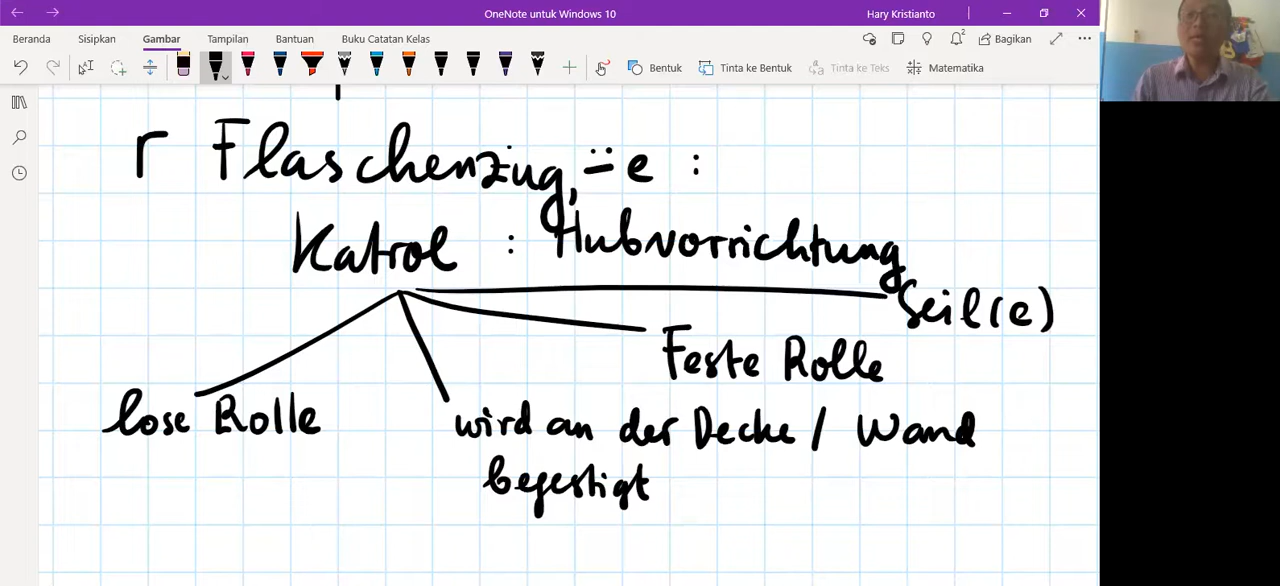 OneNote untuk Windows 10
Hary Kristianto
Beranda Sisipkan Gambar Tampilan Bantuan Buku Catatan Kelas
Bagikan
Bentuk Tinta ke Bentuk Tinta ke Teks Matematika
r Flaschenzug, ⸚e :
Katrol : Hubvorrichtung
Seil(e)
Feste Rolle
lose Rolle
wird an der Decke / Wand
befestigt